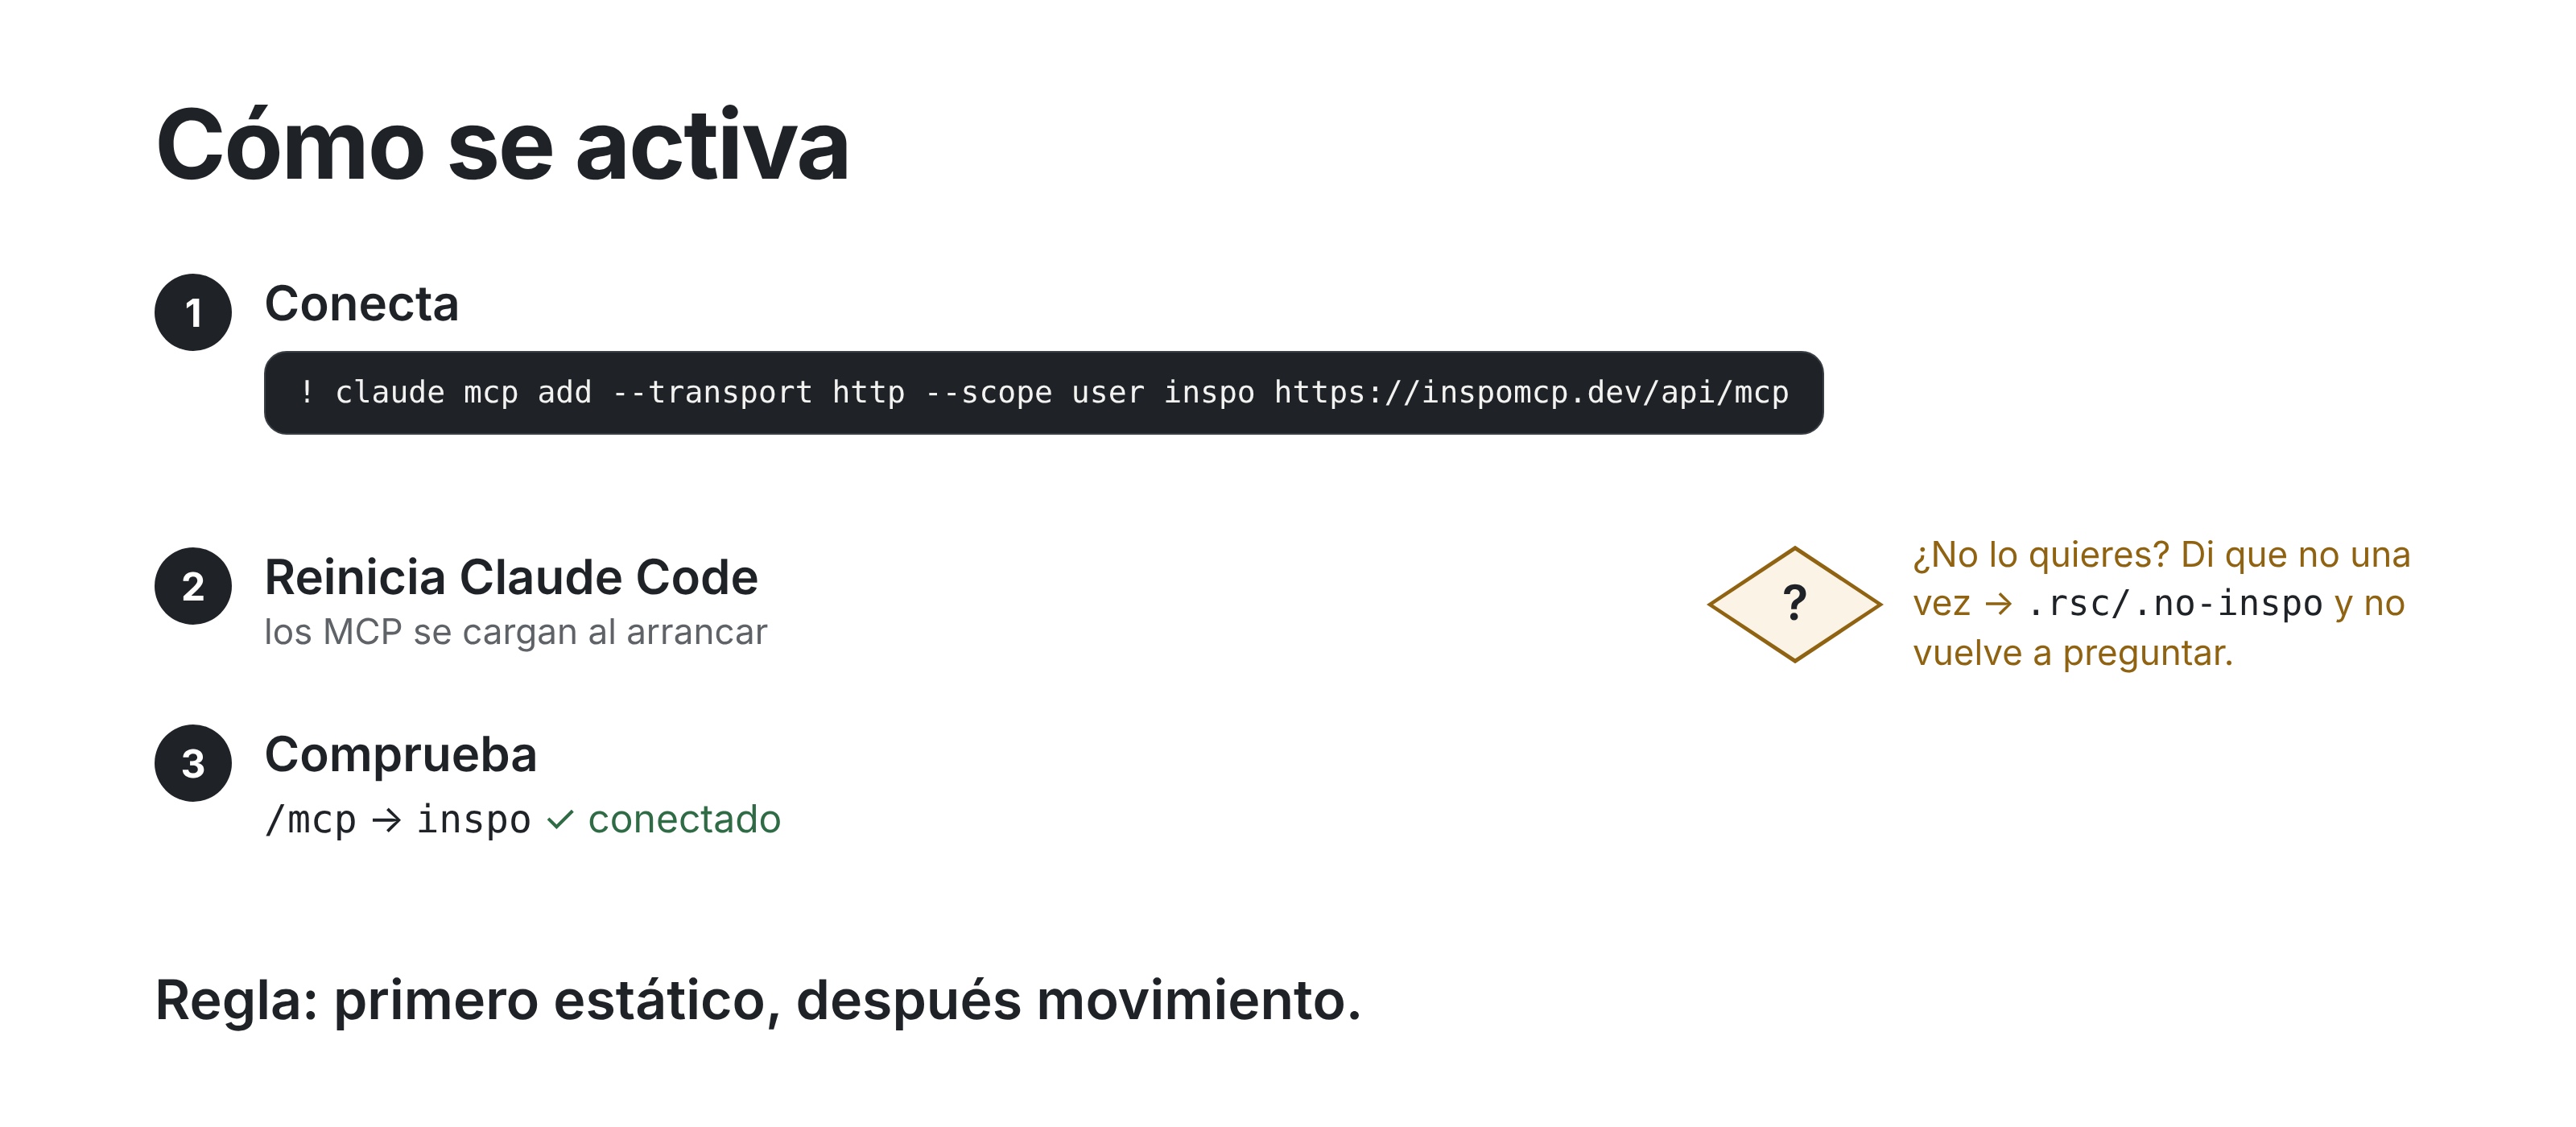 Cómo se activa
1
Conecta
! claude mcp add --transport http --scope user inspo https://inspomcp.dev/api/mcp
2
Reinicia Claude Code
los MCP se cargan al arrancar
?
¿No lo quieres? Di que no una
vez → .rsc/.no-inspo y no
vuelve a preguntar.
3
Comprueba
/mcp → inspo ✓ conectado
Regla: primero estático, después movimiento.